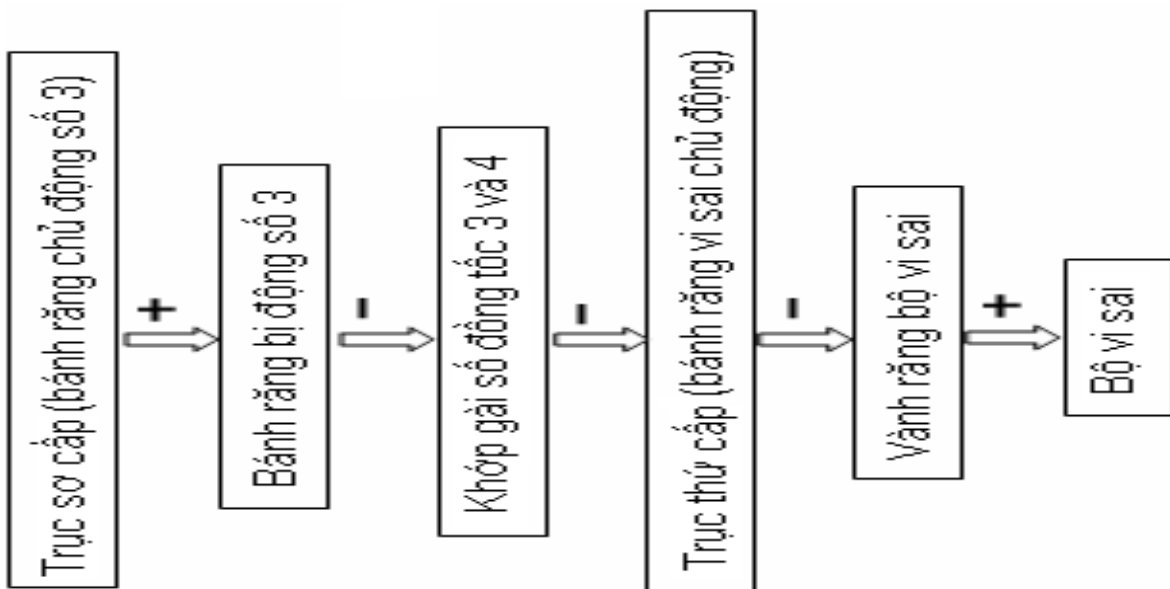 Trục sơ cấp (bánh răng chủ động số 3)
+
Bánh răng bị động số 3
-
Khớp gài số đồng tốc 3 và 4
-
Trục thứ cấp (bánh răng vi sai chủ động)
-
Vành răng bộ vi sai
+
Bộ vi sai